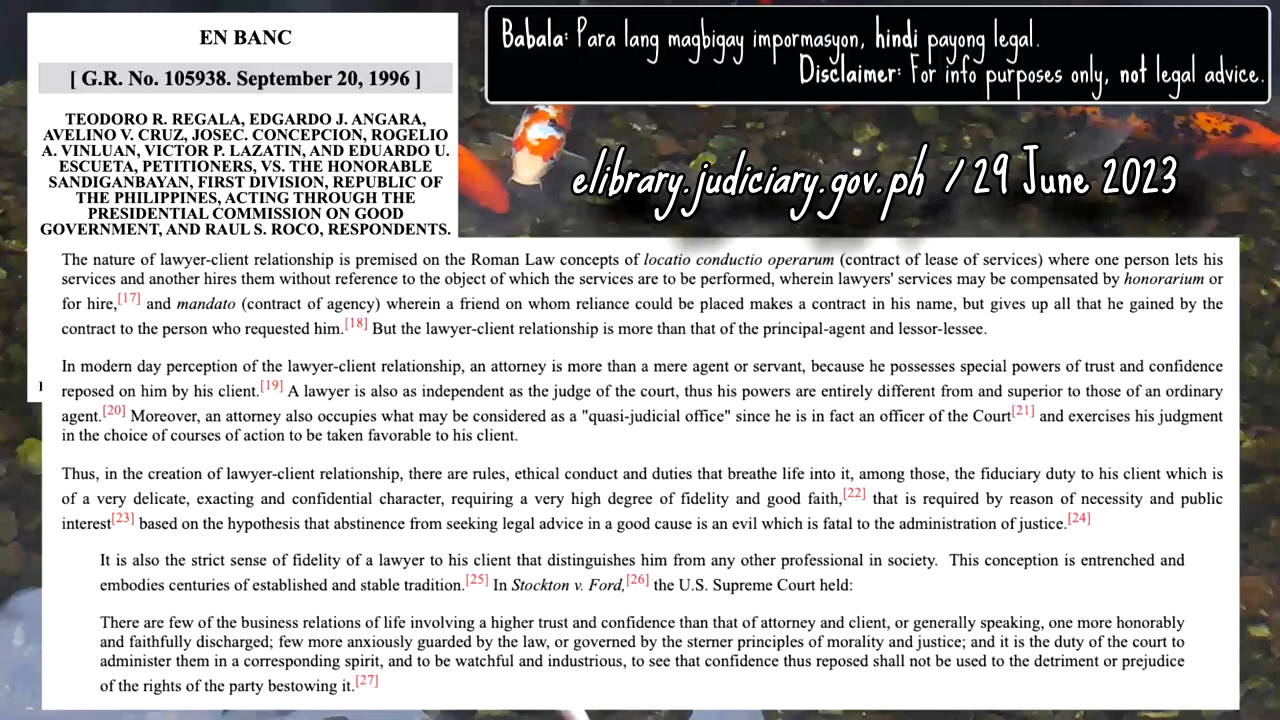 EN BANC
[ G.R. No. 105938. September 20, 1996 ]
TEODORO R. REGALA, EDGARDO J. ANGARA,
AVELINO V. CRUZ, JOSEC. CONCEPCION, ROGELIO
A. VINLUAN, VICTOR P. LAZATIN, AND EDUARDO U.
ESCUETA, PETITIONERS, VS. THE HONORABLE
SANDIGANBAYAN, FIRST DIVISION, REPUBLIC OF
THE PHILIPPINES, ACTING THROUGH THE
PRESIDENTIAL COMMISSION ON GOOD
GOVERNMENT, AND RAUL S. ROCO, RESPONDENTS.
Babala: Para lang magbigay impormasyon, hindi payong legal.
Disclaimer: For info purposes only, not legal advice.
elibrary.judiciary.gov.ph / 29 June 2023
The nature of lawyer-client relationship is premised on the Roman Law concepts of locatio conductio operarum (contract of lease of services) where one person lets his
services and another hires them without reference to the object of which the services are to be performed, wherein lawyers' services may be compensated by honorarium or
for hire,[17] and mandato (contract of agency) wherein a friend on whom reliance could be placed makes a contract in his name, but gives up all that he gained by the
contract to the person who requested him.[18] But the lawyer-client relationship is more than that of the principal-agent and lessor-lessee.
In modern day perception of the lawyer-client relationship, an attorney is more than a mere agent or servant, because he possesses special powers of trust and confidence
reposed on him by his client.[19] A lawyer is also as independent as the judge of the court, thus his powers are entirely different from and superior to those of an ordinary
agent.[20] Moreover, an attorney also occupies what may be considered as a "quasi-judicial office" since he is in fact an officer of the Court[21] and exercises his judgment
in the choice of courses of action to be taken favorable to his client.
Thus, in the creation of lawyer-client relationship, there are rules, ethical conduct and duties that breathe life into it, among those, the fiduciary duty to his client which is
of a very delicate, exacting and confidential character, requiring a very high degree of fidelity and good faith,[22] that is required by reason of necessity and public
interest[23] based on the hypothesis that abstinence from seeking legal advice in a good cause is an evil which is fatal to the administration of justice.[24]
It is also the strict sense of fidelity of a lawyer to his client that distinguishes him from any other professional in society. This conception is entrenched and
embodies centuries of established and stable tradition.[25] In Stockton v. Ford,[26] the U.S. Supreme Court held:
There are few of the business relations of life involving a higher trust and confidence than that of attorney and client, or generally speaking, one more honorably
and faithfully discharged; few more anxiously guarded by the law, or governed by the sterner principles of morality and justice; and it is the duty of the court to
administer them in a corresponding spirit, and to be watchful and industrious, to see that confidence thus reposed shall not be used to the detriment or prejudice
of the rights of the party bestowing it.[27]